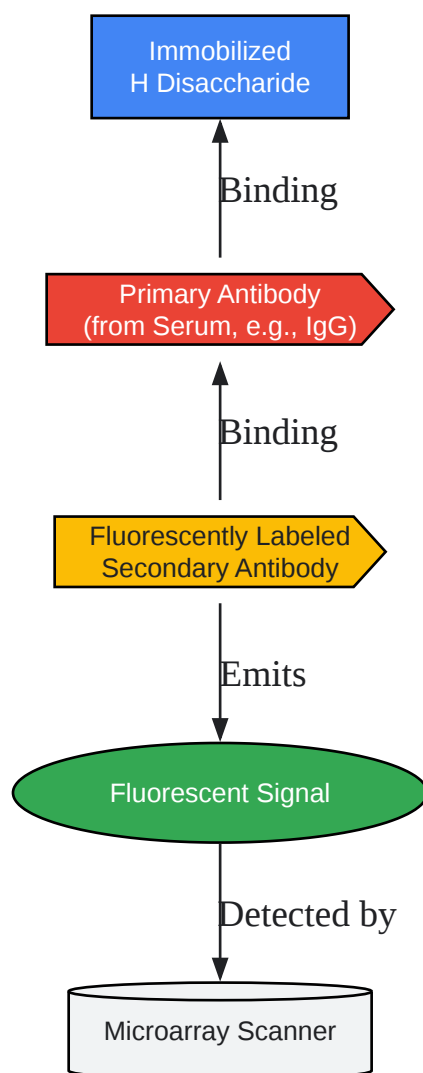 Immobilized
H Disaccharide
Binding
Primary Antibody
(from Serum, e.g., IgG)
Binding
Fluorescently Labeled
Secondary Antibody
Emits
Fluorescent Signal
Detected by
Microarray Scanner